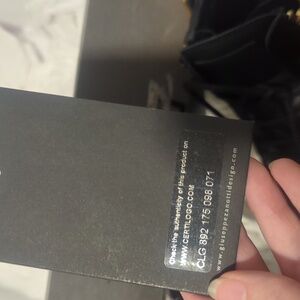 Check the authenticity of this product on
WWW.CERTILOGO.COM
CLG 892 175 098 071
www.giuseppezanottidesign.com